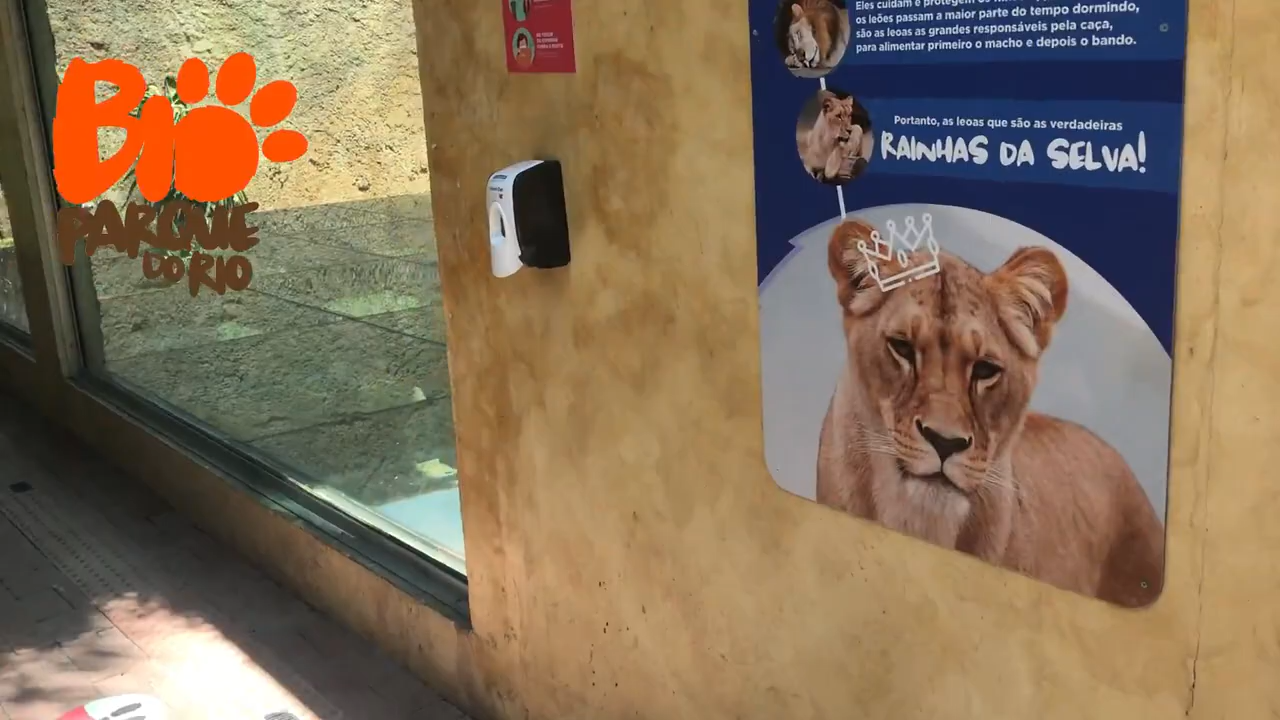 BIO
PARQUE
DO RIO
os leões passam a maior parte do tempo dormindo,
são as leoas as grandes responsáveis pela caça,
para alimentar primeiro o macho e depois o bando.
Portanto, as leoas que são as verdadeiras
RAINHAS DA SELVA!